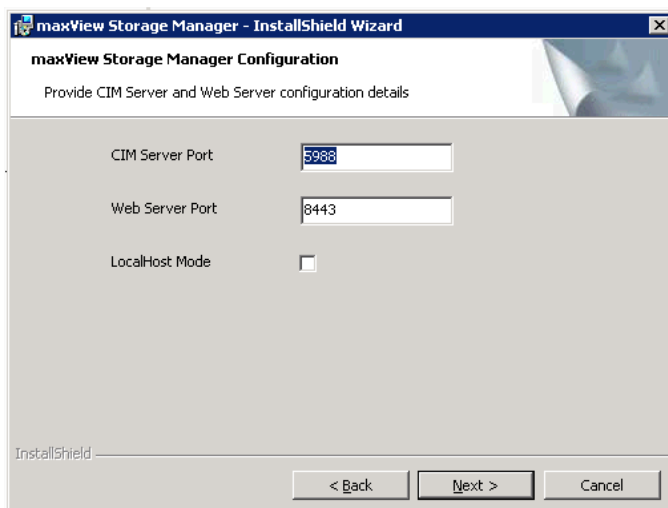 maxView Storage Manager - InstallShield Wizard
maxView Storage Manager Configuration
Provide CIM Server and Web Server configuration details
CIM Server Port 5988
Web Server Port 8443
LocalHost Mode
InstallShield
< Back Next > Cancel